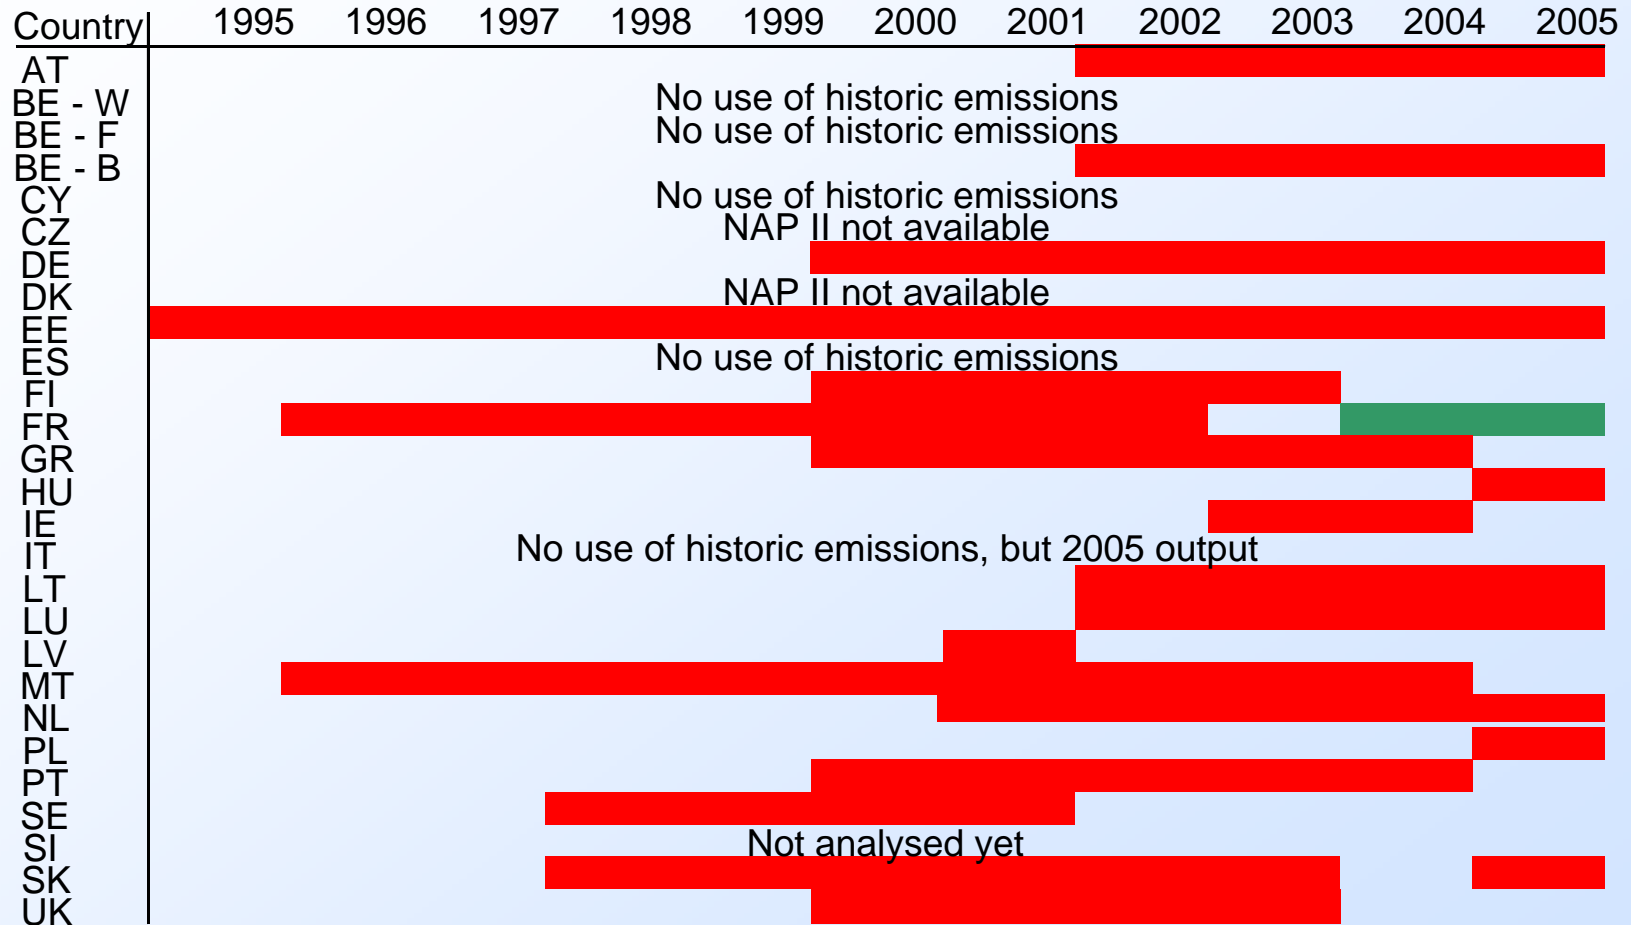 Country 1995 1996 1997 1998 1999 2000 2001 2002 2003 2004 2005
AT
BE - W No use of historic emissions
BE - F No use of historic emissions
BE - B
CY No use of historic emissions
CZ NAP II not available
DE
DK NAP II not available
EE
ES No use of historic emissions
FI
FR
GR
HU
IE
IT No use of historic emissions, but 2005 output
LT
LU
LV
MT
NL
PL
PT
SE
SI Not analysed yet
SK
UK